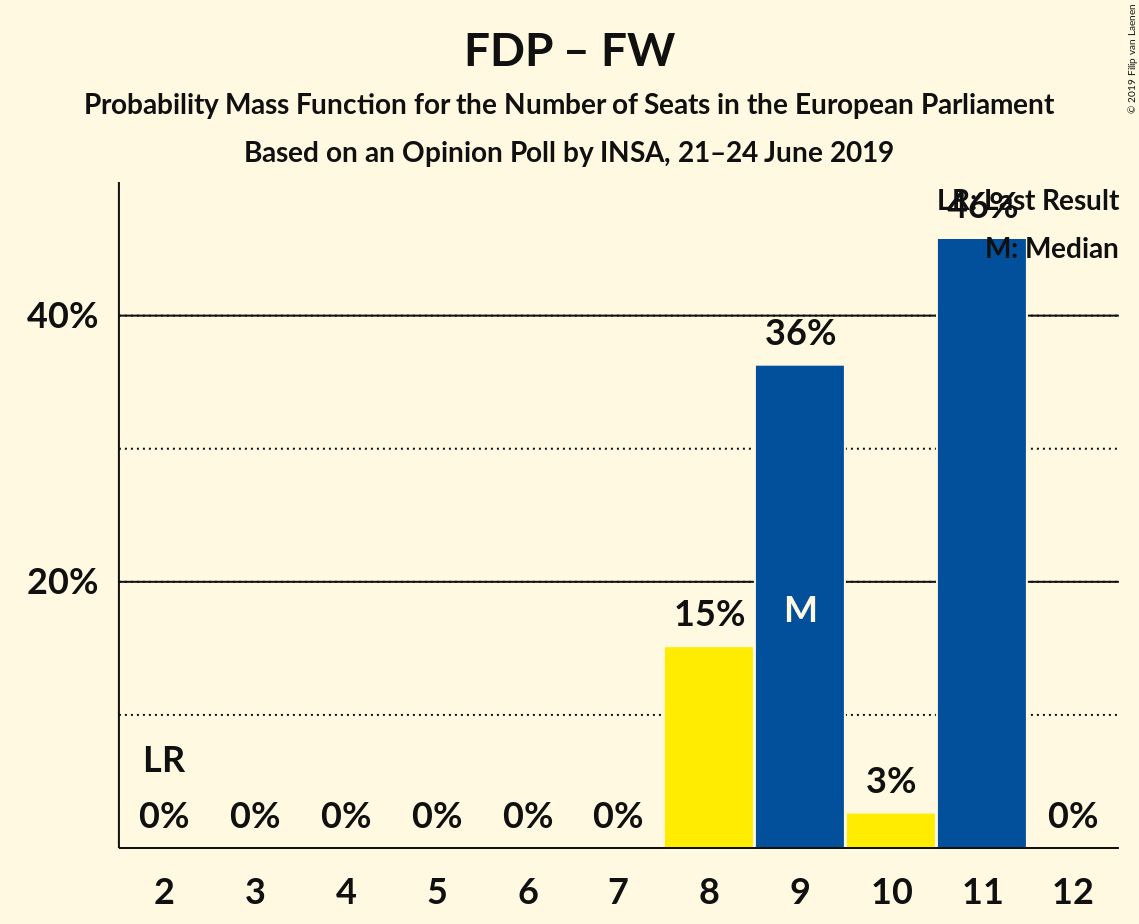 FDP – FW
Probability Mass Function for the Number of Seats in the European Parliament
Based on an Opinion Poll by INSA, 21–24 June 2019
© 2019 Filip van Laenen
LR: Last Result
M: Median
46%
40%
36%
20%
15%
M
LR
3%
0% 0% 0% 0% 0% 0% 0%
2 3 4 5 6 7 8 9 10 11 12